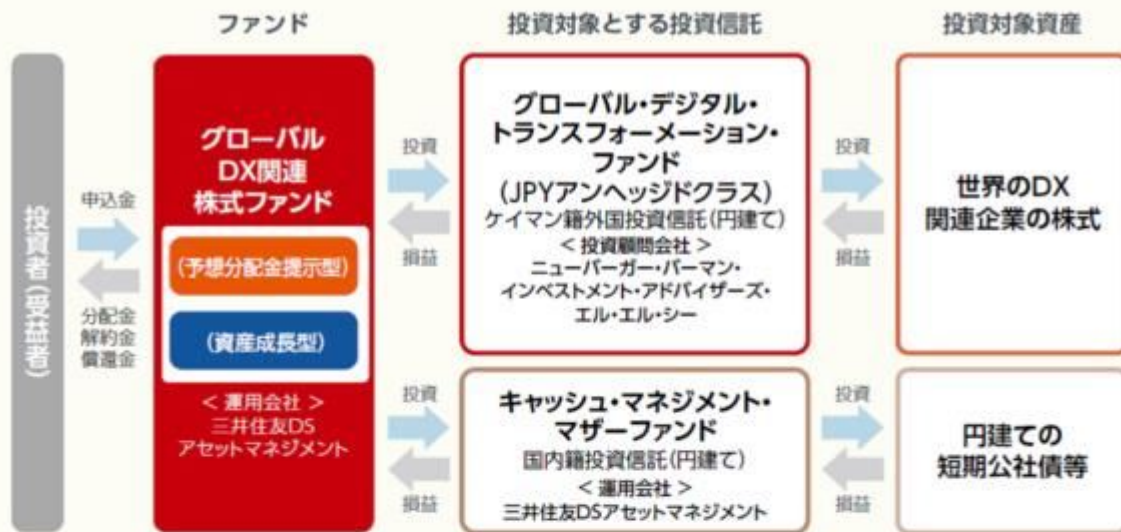 ファンド
投資対象とする投資信託
投資対象資産
投資者(受益者)
申込金
分配金
解約金
償還金
グローバル
DX関連
株式ファンド
(予想分配金提示型)
(資産成長型)
< 運用会社 >
三井住友DS
アセットマネジメント
投資
損益
グローバル・デジタル・
トランスフォーメーション・
ファンド
(JPYアンヘッジドクラス)
ケイマン籍外国投資信託(円建て)
< 投資顧問会社 >
ニューバーガー・バーマン・
インベストメント・アドバイザーズ・
エル・エル・シー
投資
損益
世界のDX
関連企業の株式
投資
損益
キャッシュ・マネジメント・
マザーファンド
国内籍投資信託(円建て)
< 運用会社 >
三井住友DSアセットマネジメント
投資
損益
円建ての
短期公社債等